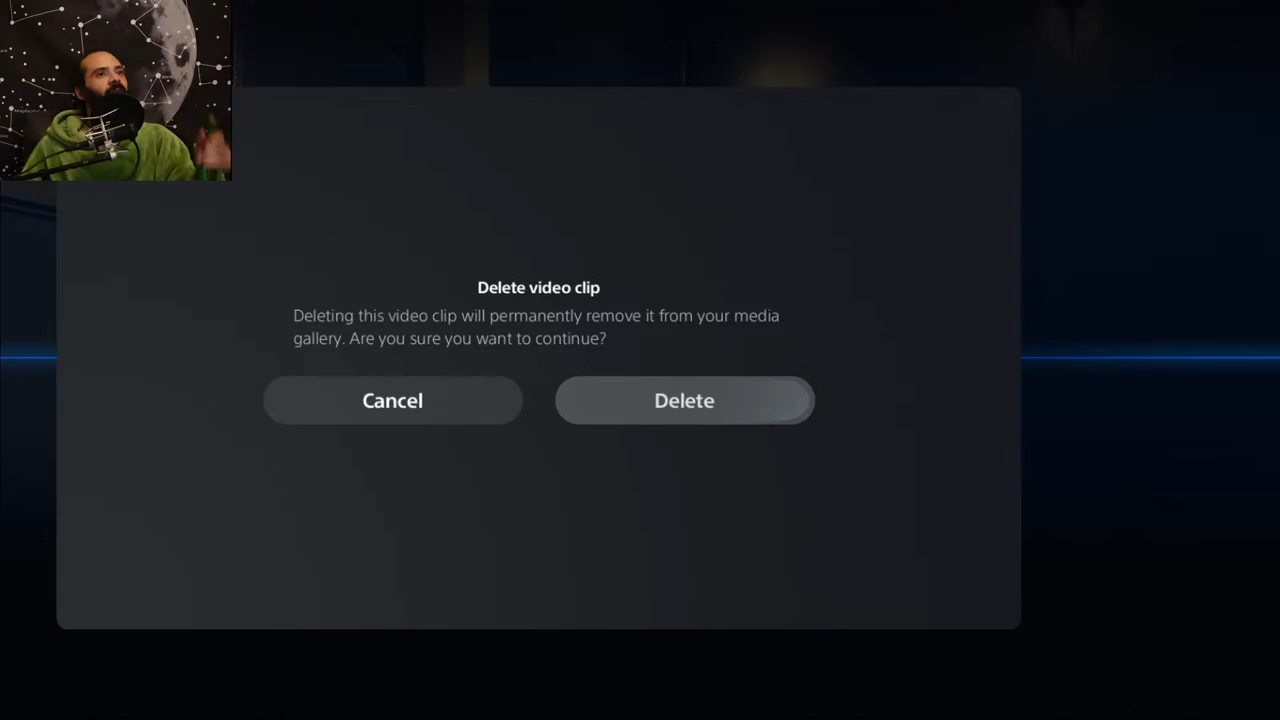 Delete video clip
Deleting this video clip will permanently remove it from your media
gallery. Are you sure you want to continue?
Cancel
Delete